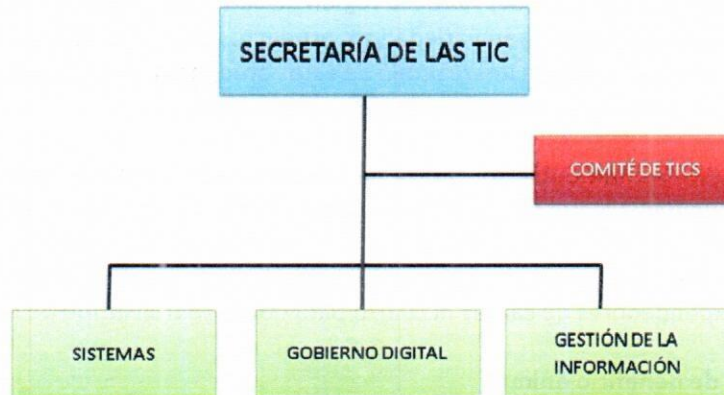 SECRETARÍA DE LAS TIC
COMITÉ DE TICS
SISTEMAS
GOBIERNO DIGITAL
GESTIÓN DE LA
INFORMACIÓN